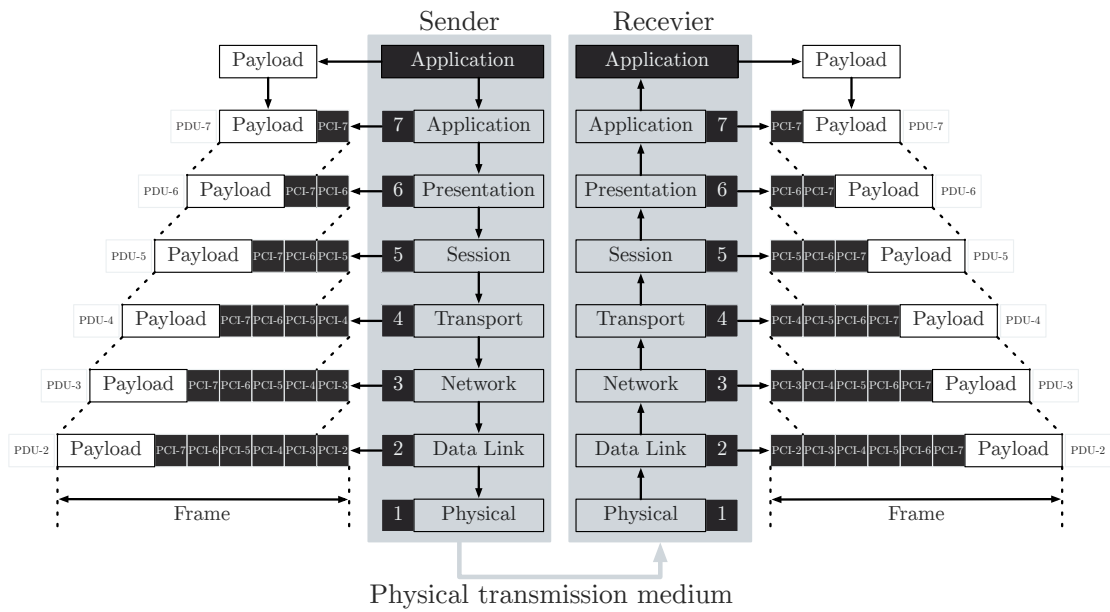 Sender Recevier
Payload Application Application Payload
PDU-7 Payload PCI-7 7 Application Application 7 PCI-7 Payload PDU-7
PDU-6 Payload PCI-7 PCI-6 6 Presentation Presentation 6 PCI-6 PCI-7 Payload PDU-6
PDU-5 Payload PCI-7 PCI-6 PCI-5 5 Session Session 5 PCI-5 PCI-6 PCI-7 Payload PDU-5
PDU-4 Payload PCI-7 PCI-6 PCI-5 PCI-4 4 Transport Transport 4 PCI-4 PCI-5 PCI-6 PCI-7 Payload PDU-4
PDU-3 Payload PCI-7 PCI-6 PCI-5 PCI-4 PCI-3 3 Network Network 3 PCI-3 PCI-4 PCI-5 PCI-6 PCI-7 Payload PDU-3
PDU-2 Payload PCI-7 PCI-6 PCI-5 PCI-4 PCI-3 PCI-2 2 Data Link Data Link 2 PCI-2 PCI-3 PCI-4 PCI-5 PCI-6 PCI-7 Payload PDU-2
Frame 1 Physical Physical 1 Frame
Physical transmission medium